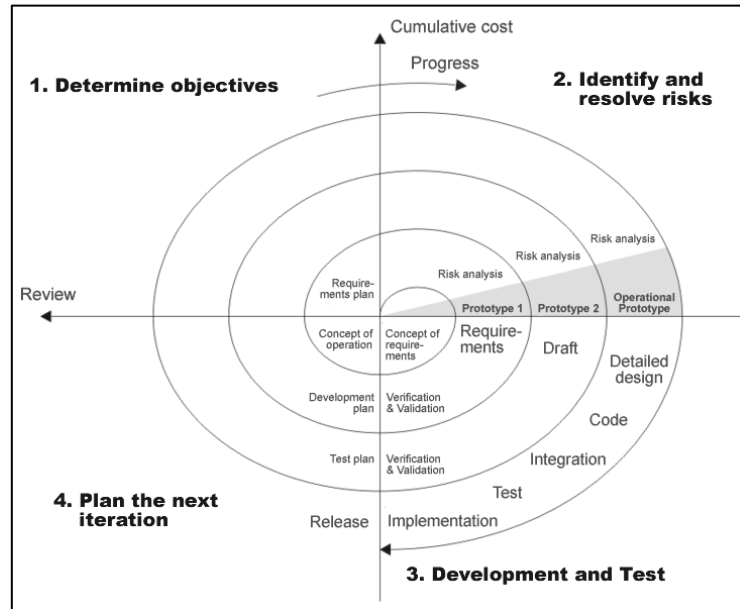 Cumulative cost
Progress
1. Determine objectives
2. Identify and
resolve risks
Risk analysis
Risk analysis
Risk analysis
Require-
ments plan
Review
Prototype 1
Prototype 2
Operational
Prototype
Concept of
operation
Concept of
require-
ments
Require-
ments
Draft
Detailed
design
Development
plan
Verification
& Validation
Code
Test plan
Verification
& Validation
Integration
Test
4. Plan the next
iteration
Release
Implementation
3. Development and Test